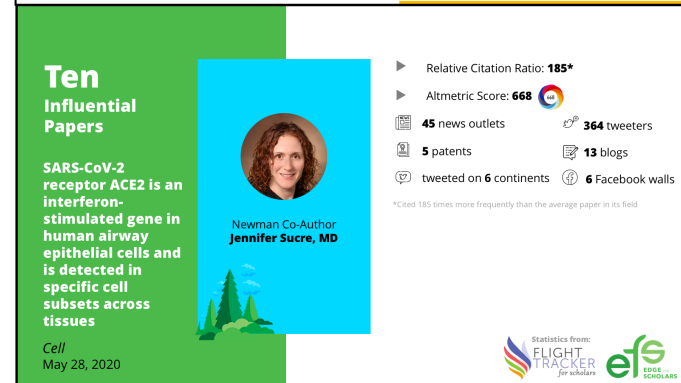 Ten
Influential
Papers
SARS-CoV-2
receptor ACE2 is an
interferon-
stimulated gene in
human airway
epithelial cells and
is detected in
specific cell
subsets across
tissues
Cell
May 28, 2020
Newman Co-Author
Jennifer Sucre, MD
Relative Citation Ratio: 185*
Altmetric Score: 668
668
45 news outlets
364 tweeters
5 patents
13 blogs
tweeted on 6 continents
6 Facebook walls
*Cited 185 times more frequently than the average paper in its field
Statistics from:
FLIGHT
TRACKER
for scholars
efs
EDGE
SCHOLARS